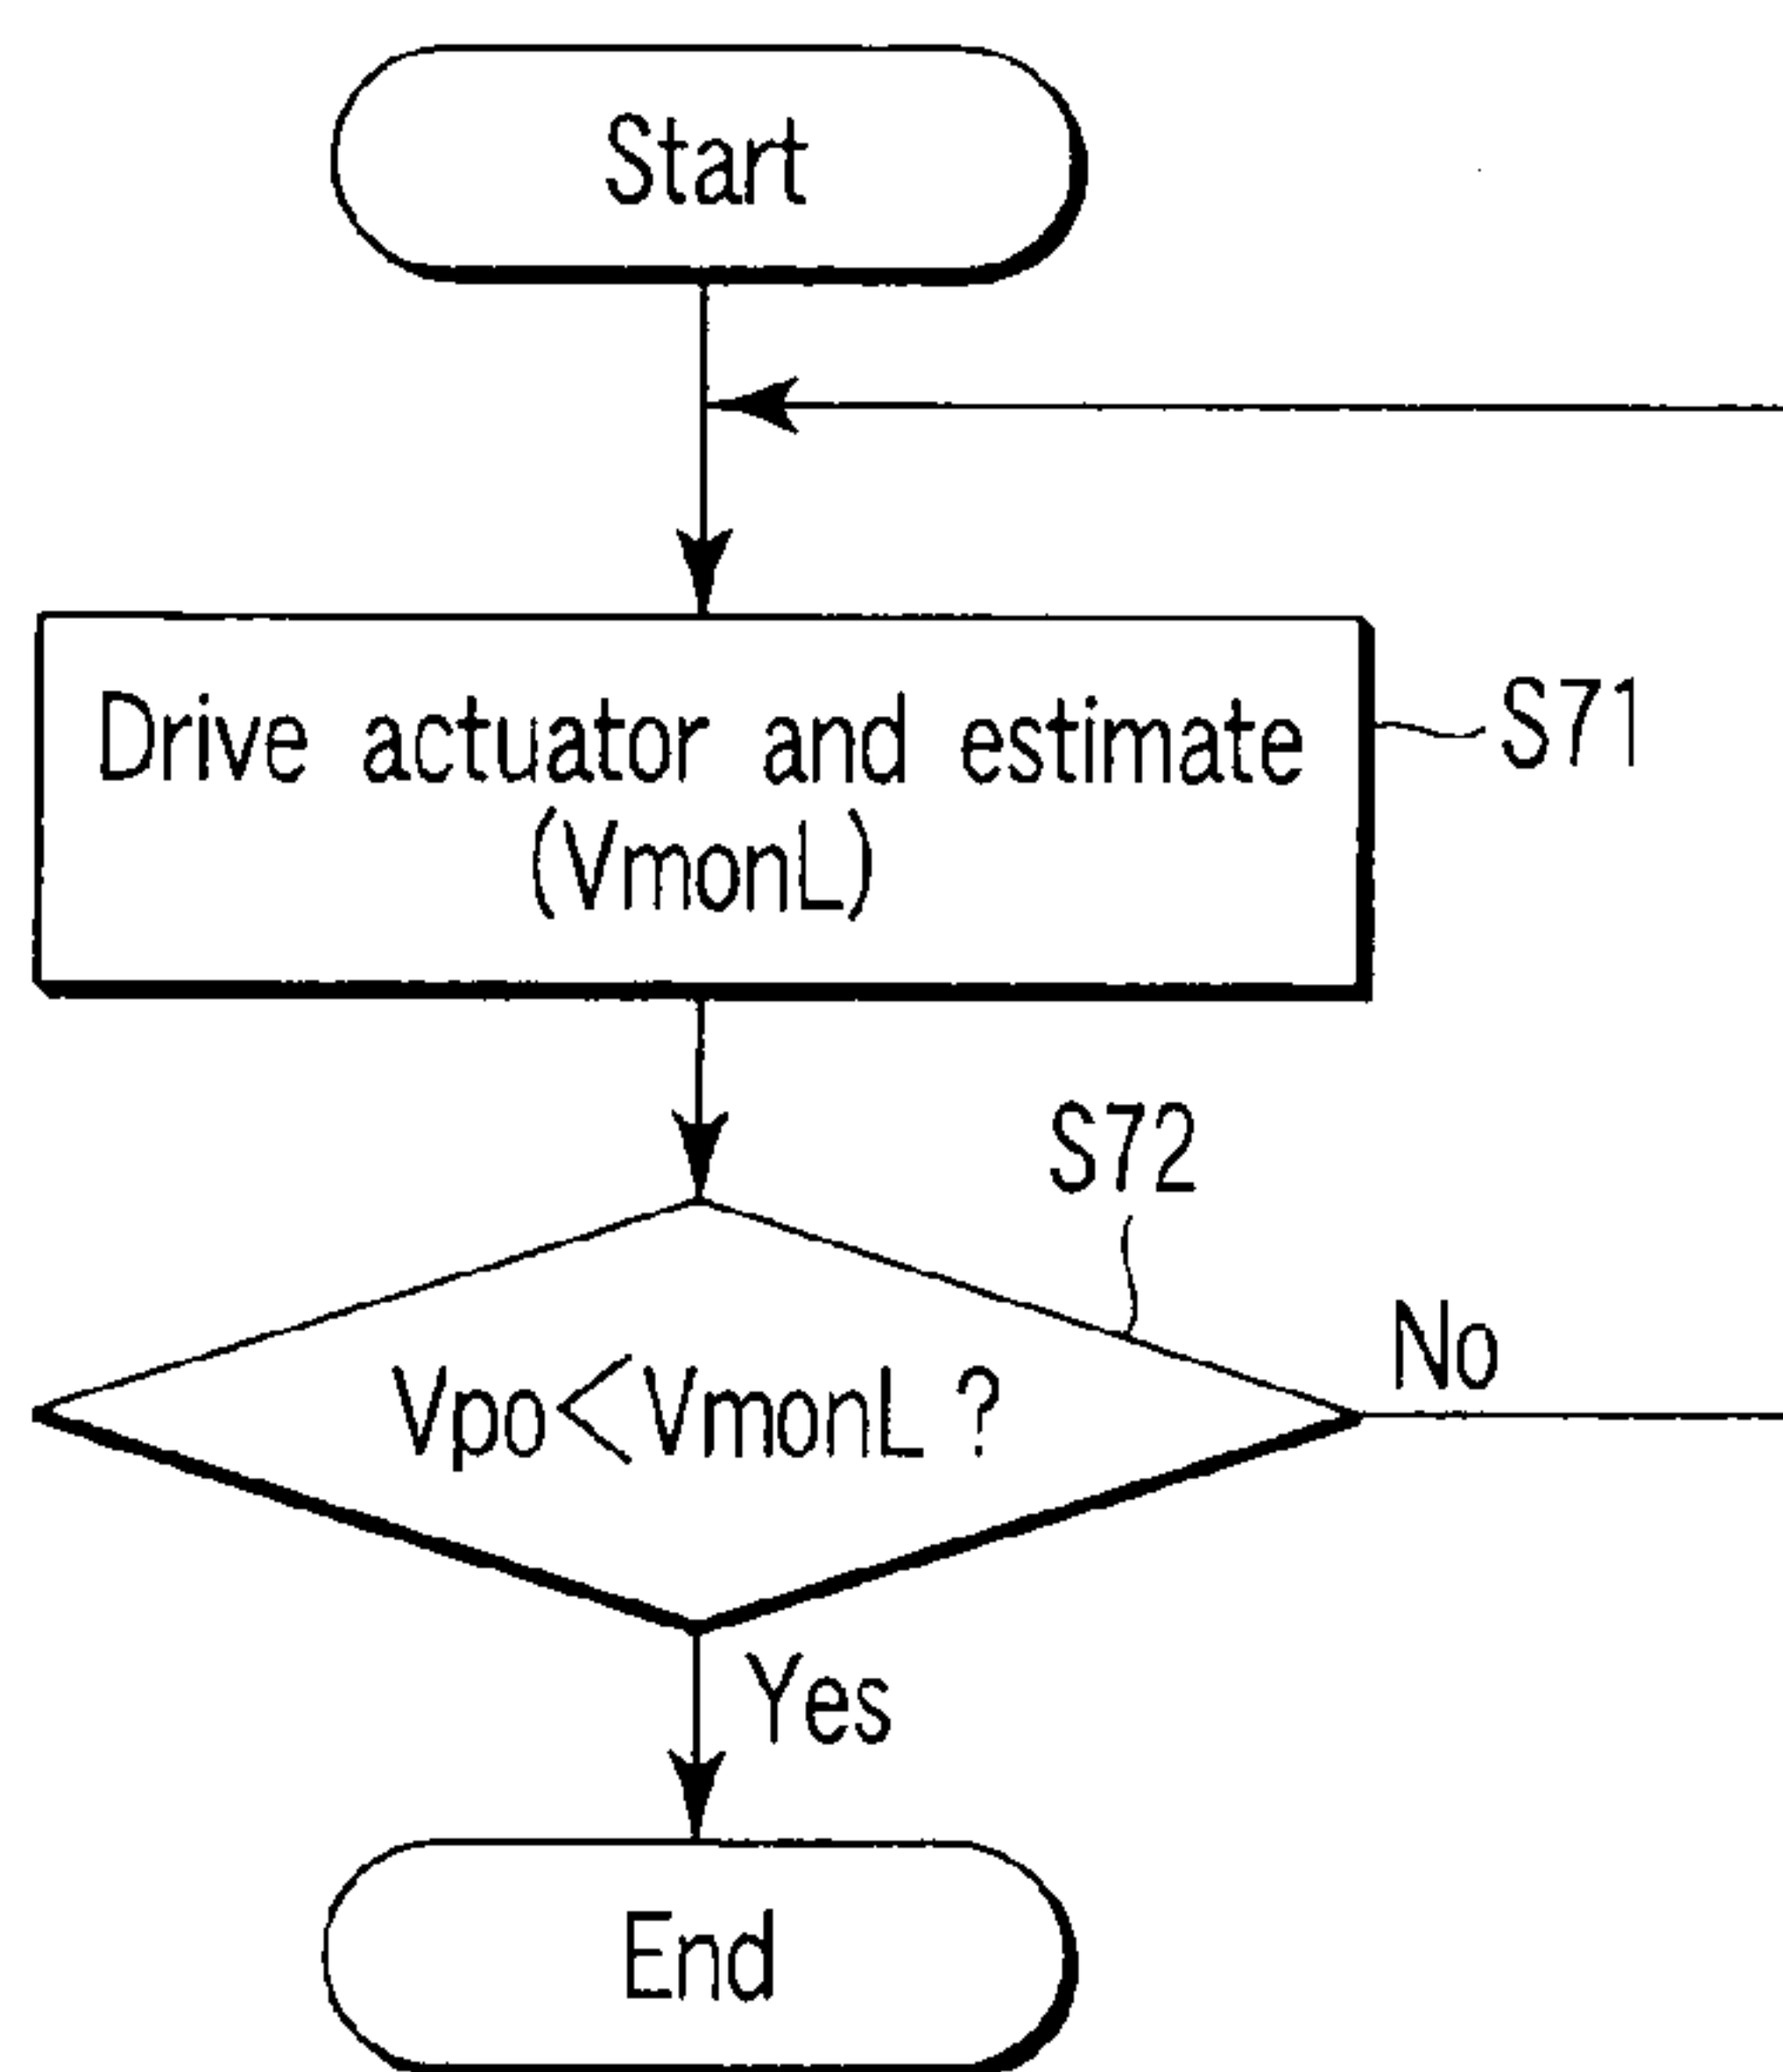 Start
Drive actuator and estimate
(VmonL)
S71
S72
Vpo<VmonL ?
No
Yes
End